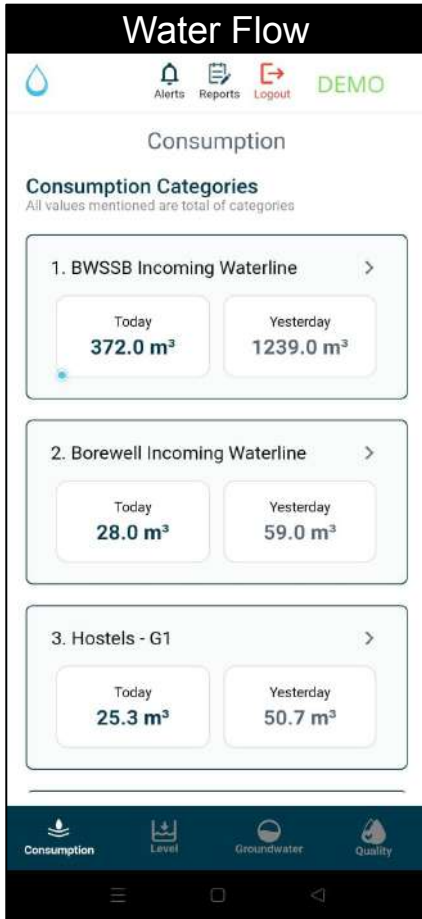 Water Flow
Alerts Reports Logout DEMO
Consumption
Consumption Categories
All values mentioned are total of categories
1. BWSSB Incoming Waterline
Today Yesterday
372.0 m³ 1239.0 m³
2. Borewell Incoming Waterline
Today Yesterday
28.0 m³ 59.0 m³
3. Hostels - G1
Today Yesterday
25.3 m³ 50.7 m³
Consumption Level Groundwater Quality